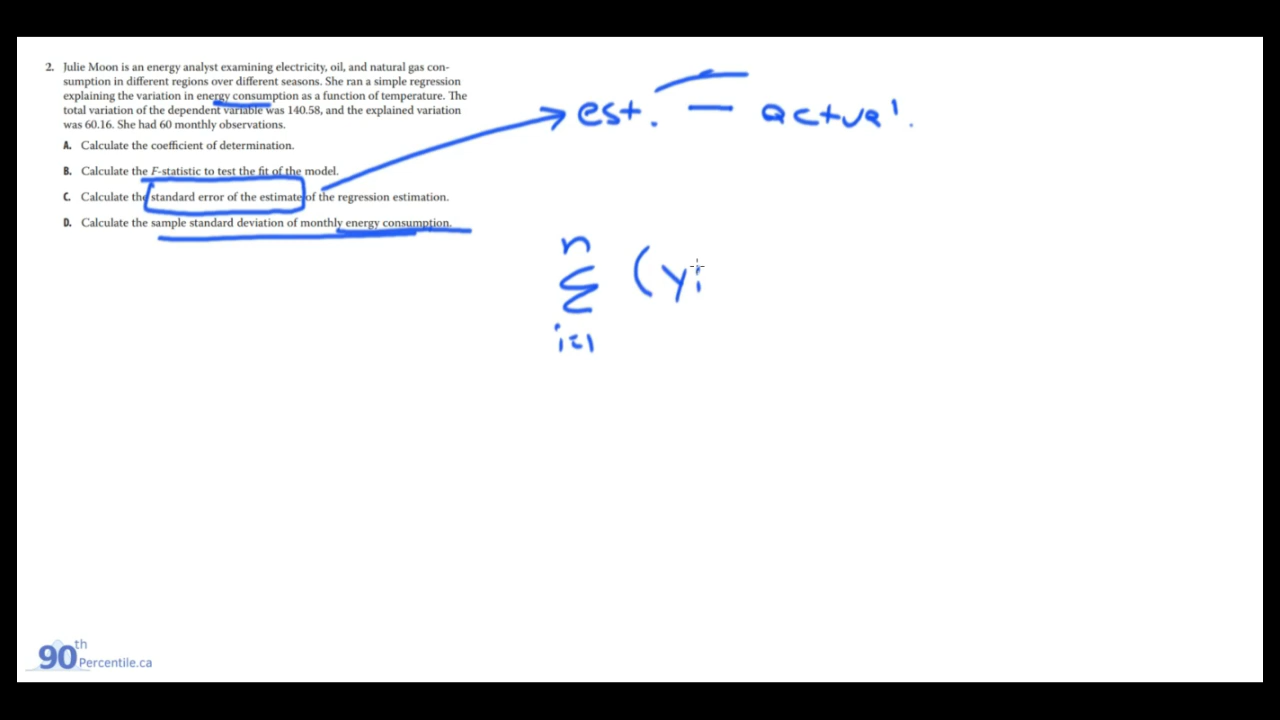 2. Julie Moon is an energy analyst examining electricity, oil, and natural gas con-
sumption in different regions over different seasons. She ran a simple regression
explaining the variation in energy consumption as a function of temperature. The
total variation of the dependent variable was 140.58, and the explained variation
was 60.16. She had 60 monthly observations.
A. Calculate the coefficient of determination.
B. Calculate the F-statistic to test the fit of the model.
C. Calculate the standard error of the estimate of the regression estimation.
D. Calculate the sample standard deviation of monthly energy consumption.
est. — actual.
n
Σ (yi
i=1
90th
Percentile.ca